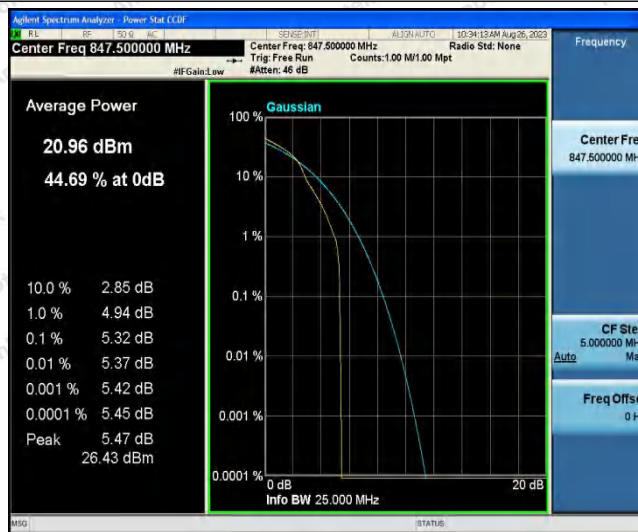 Agilent Spectrum Analyzer - Power Stat CCDF
RL RF 50 Ω AC SENSE:INT ALIGN AUTO 10:34:13 AM Aug 26, 2023
Center Freq 847.500000 MHz
Center Freq: 847.500000 MHz Radio Std: None
Trig: Free Run Counts:1.00 M/1.00 Mpt
#IFGain:Low #Atten: 46 dB
Frequency
Average Power
20.96 dBm
44.69 % at 0dB
10.0 % 2.85 dB
1.0 % 4.94 dB
0.1 % 5.32 dB
0.01 % 5.37 dB
0.001 % 5.42 dB
0.0001 % 5.45 dB
Peak 5.47 dB
26.43 dBm
Gaussian
100 %
10 %
1 %
0.1 %
0.01 %
0.001 %
0.0001 %
0 dB 20 dB
Info BW 25.000 MHz
Center Fre
847.500000 MH
CF Ste
5.000000 MH
Auto Ma
Freq Offs
0 H
MSG STATUS